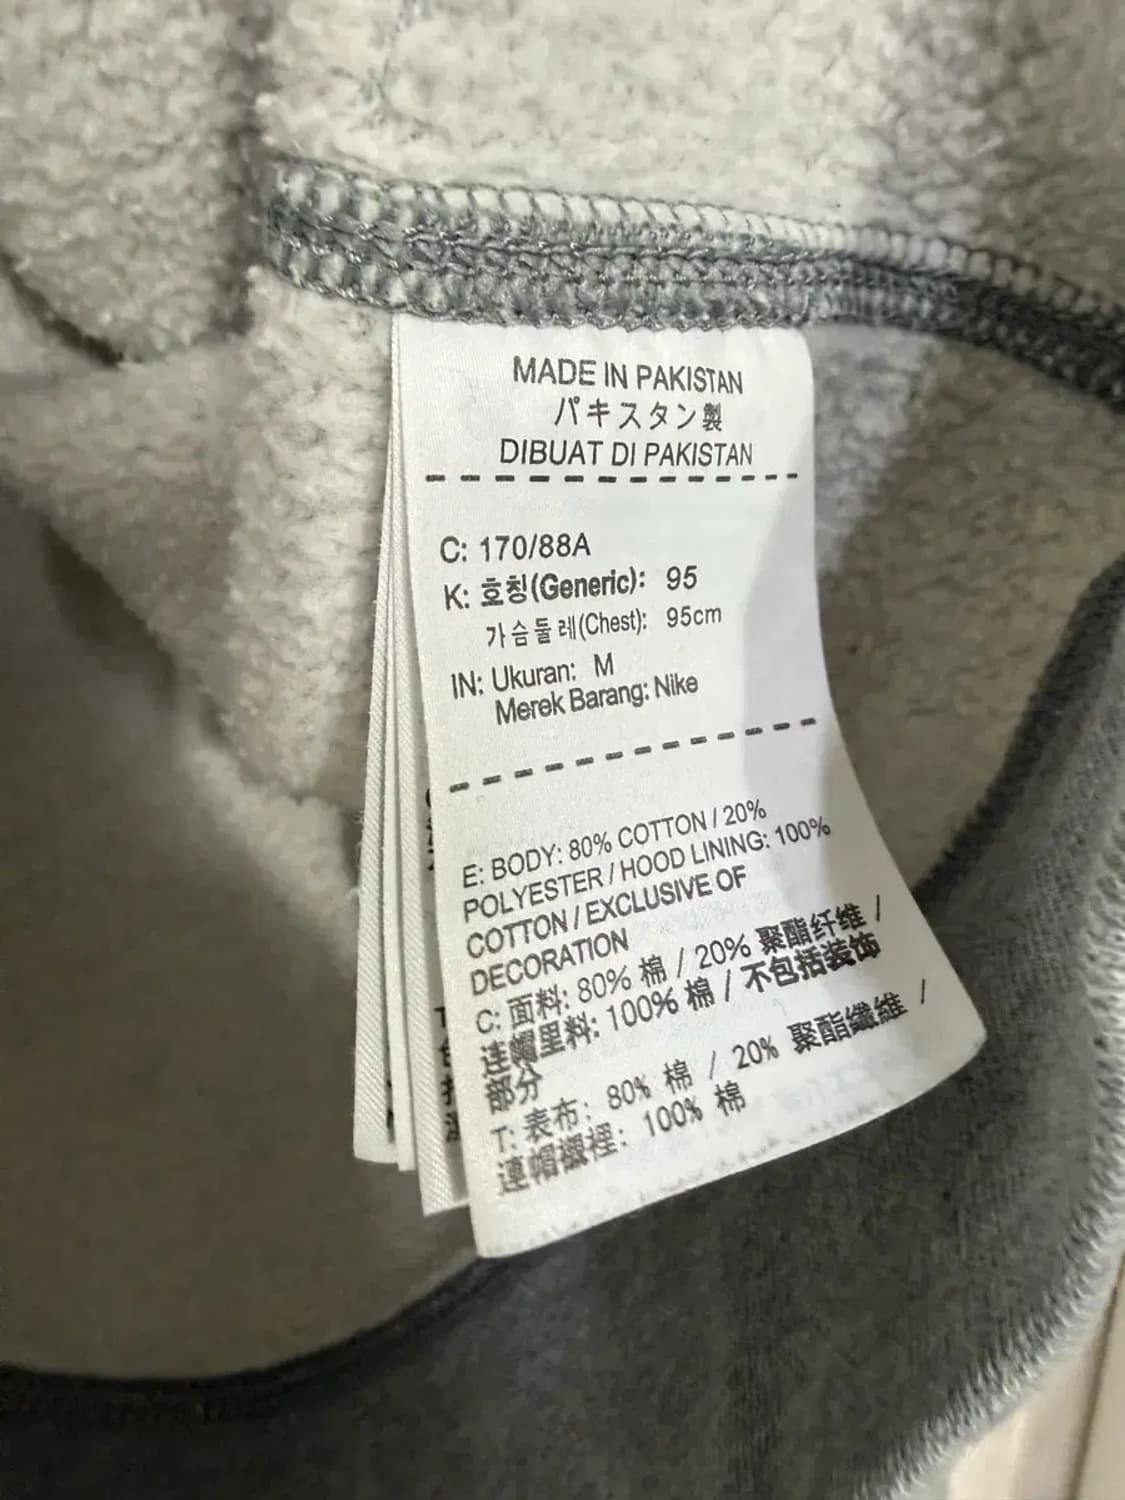 MADE IN PAKISTAN
パキスタン製
DIBUAT DI PAKISTAN
C: 170/88A
K: 호칭(Generic): 95
가슴둘레(Chest): 95cm
IN: Ukuran: M
Merek Barang: Nike
E: BODY: 80% COTTON / 20%
POLYESTER / HOOD LINING: 100%
COTTON / EXCLUSIVE OF
DECORATION
C: 面料: 80% 棉 / 20% 聚酯纤维 /
连帽里料: 100% 棉 / 不包括装饰
部分
T: 表布: 80% 棉 / 20% 聚酯纖維 /
連帽襯裡: 100% 棉